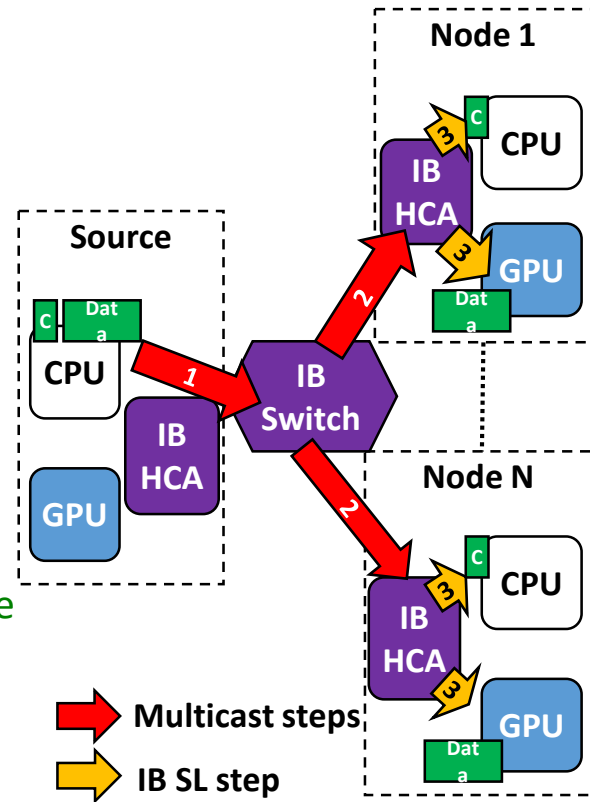 Node 1
C
CPU
3
IB
HCA
3
GPU
Dat
a
Source
C
Dat
a
CPU
1
2
IB
Switch
IB
HCA
GPU
2
Node N
C
CPU
3
IB
HCA
3
GPU
Dat
a
e
Multicast steps
IB SL step